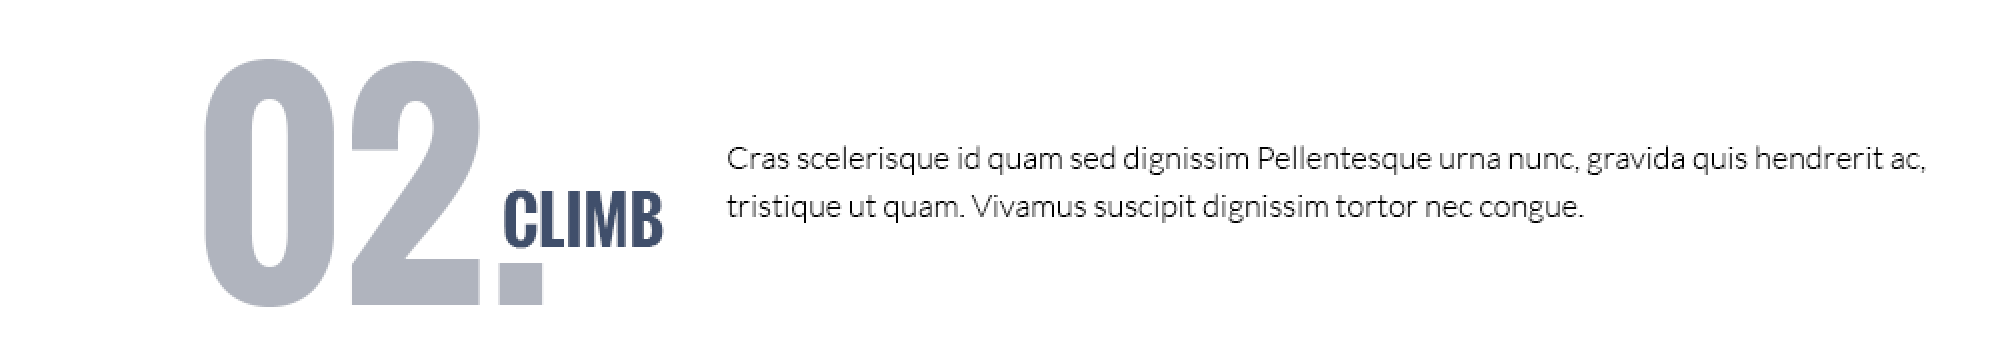 02.
CLIMB
Cras scelerisque id quam sed dignissim Pellentesque urna nunc, gravida quis hendrerit ac,
tristique ut quam. Vivamus suscipit dignissim tortor nec congue.